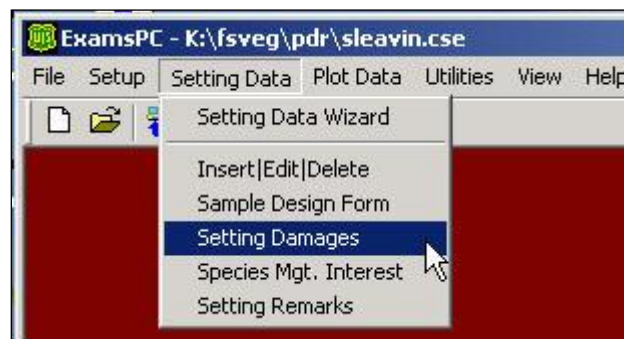 ExamsPC - K:\fsveg\pdr\sleavin.cse
File Setup Setting Data Plot Data Utilities View Help
Setting Data Wizard
Insert|Edit|Delete
Sample Design Form
Setting Damages
Species Mgt. Interest
Setting Remarks